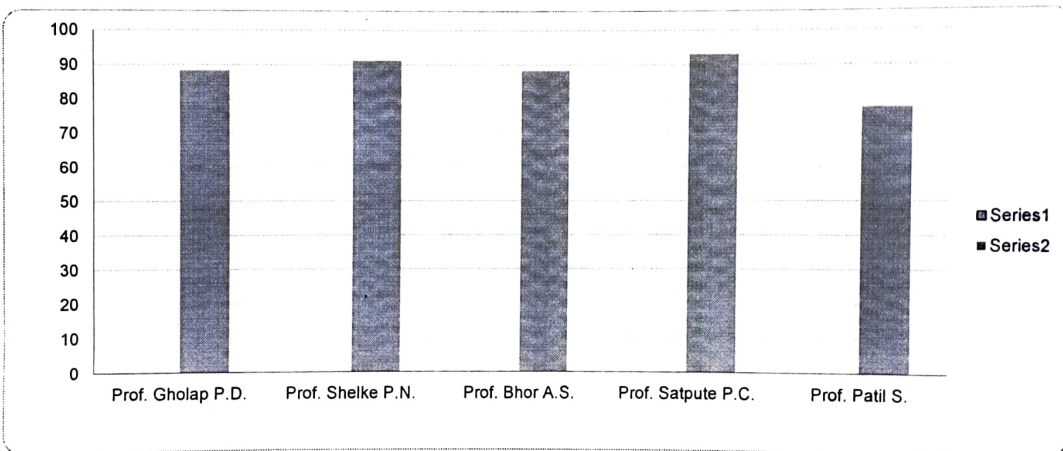 100
90
80
70
60
50
40
30
20
10
0
Prof. Gholap P.D.
Prof. Shelke P.N.
Prof. Bhor A.S.
Prof. Satpute P.C.
Prof. Patil S.
Series1
Series2